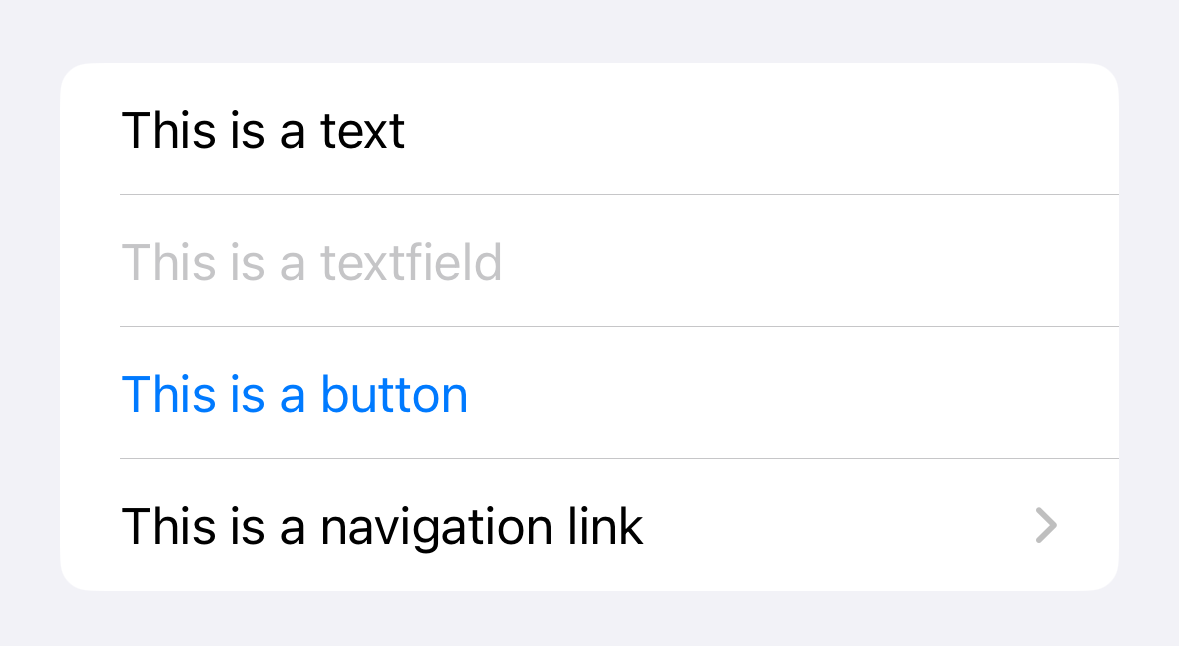 This is a text
This is a textfield
This is a button
This is a navigation link